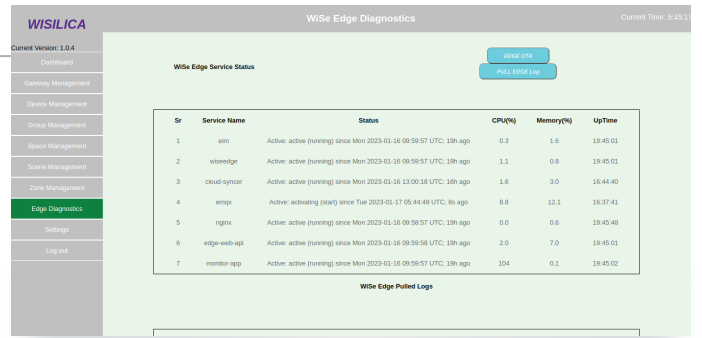 WISILICA
WiSe Edge Diagnostics
Current Time: 5:45:1
Current Version: 1.0.4
Dashboard
Gateway Management
Device Management
Group Management
Space Management
Scene Management
Zone Management
Edge Diagnostics
Settings
Log out
WiSe Edge Service Status
EDGE OTA
PULL EDGE Log
Sr Service Name Status CPU(%) Memory(%) UpTime
1 eim Active: active (running) since Mon 2023-01-16 09:59:57 UTC; 19h ago 0.3 1.6 19:45:01
2 wiseedge Active: active (running) since Mon 2023-01-16 09:59:57 UTC; 19h ago 1.1 0.8 19:45:01
3 cloud-syncer Active: active (running) since Mon 2023-01-16 13:00:18 UTC; 16h ago 1.6 3.0 16:44:40
4 emqx Active: activating (start) since Tue 2023-01-17 05:44:49 UTC; 8s ago 8.8 12.1 16:37:41
5 nginx Active: active (running) since Mon 2023-01-16 09:59:57 UTC; 19h ago 0.0 0.6 19:45:48
6 edge-web-api Active: active (running) since Mon 2023-01-16 09:59:58 UTC; 19h ago 2.0 7.0 19:45:01
7 monitor-app Active: active (running) since Mon 2023-01-16 09:59:57 UTC; 19h ago 104 0.1 19:45:02
WiSe Edge Pulled Logs